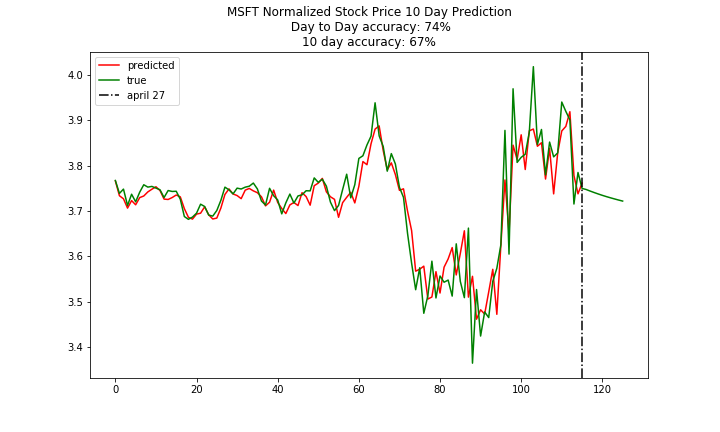 MSFT Normalized Stock Price 10 Day Prediction
Day to Day accuracy: 74%
10 day accuracy: 67%
predicted
true
april 27
4.0
3.9
3.8
3.7
3.6
3.5
3.4
0 20 40 60 80 100 120